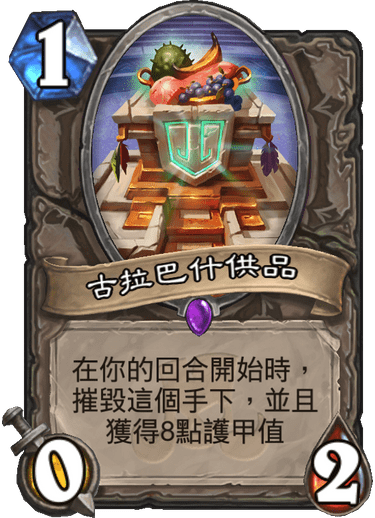 1
古拉巴什供品
在你的回合開始時，
摧毀這個手下，並且
獲得8點護甲值
0
2